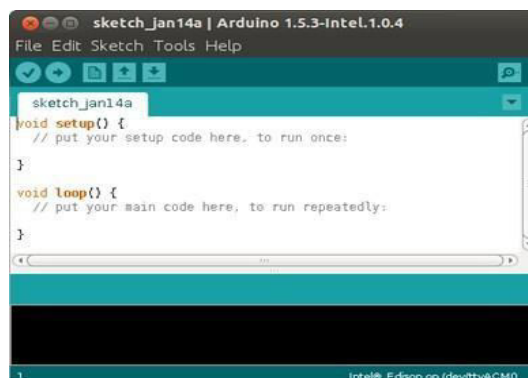 sketch_jan14a | Arduino 1.5.3-Intel.1.0.4
File Edit Sketch Tools Help
sketch_jan14a
void setup() {
// put your setup code here, to run once:
}
void loop() {
// put your main code here, to run repeatedly:
}
1
Intel® Edison on /dev/ttyACM0